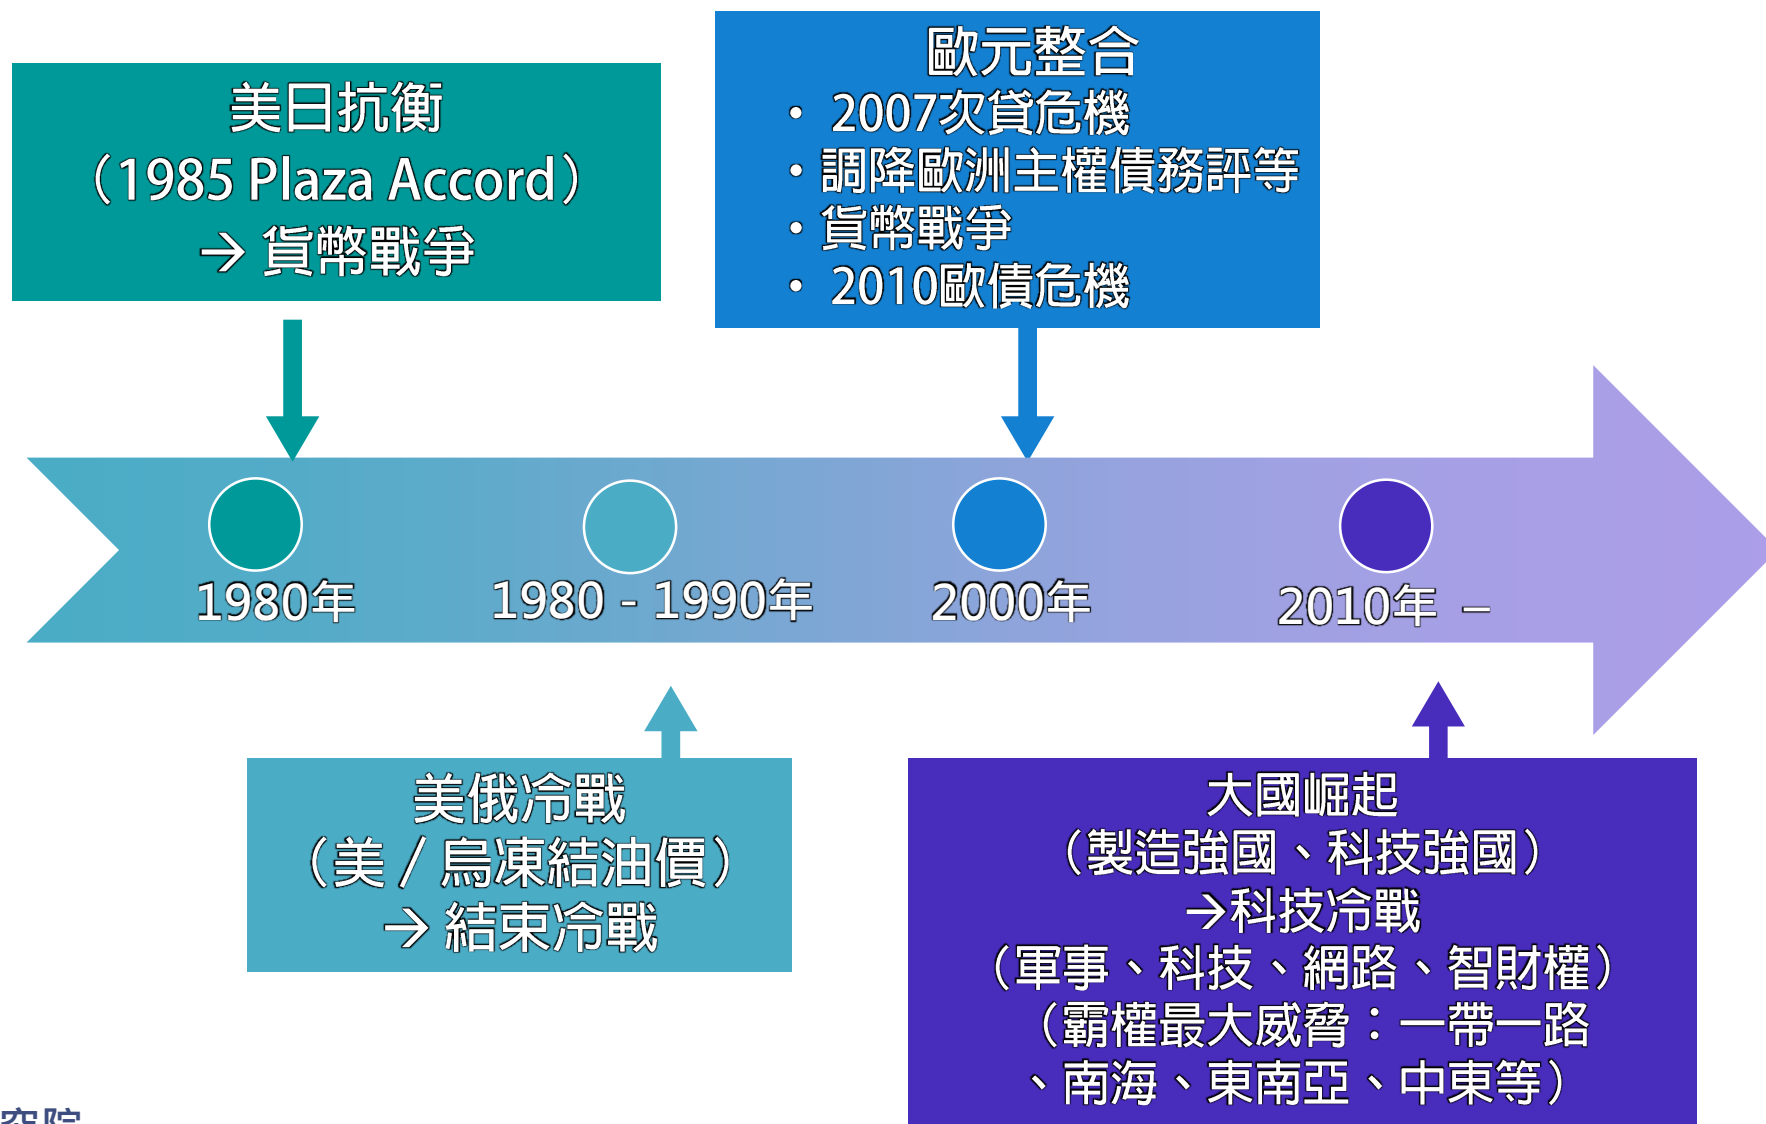 美日抗衡
（1985 Plaza Accord）
→ 貨幣戰爭
歐元整合
• 2007次貸危機
• 調降歐洲主權債務評等
• 貨幣戰爭
• 2010歐債危機
1980年
1980 - 1990年
2000年
2010年 –
美俄冷戰
（美 / 烏凍結油價）
→ 結束冷戰
大國崛起
（製造強國、科技強國）
→科技冷戰
（軍事、科技、網路、智財權）
（霸權最大威脅：一帶一路
、南海、東南亞、中東等）
究院